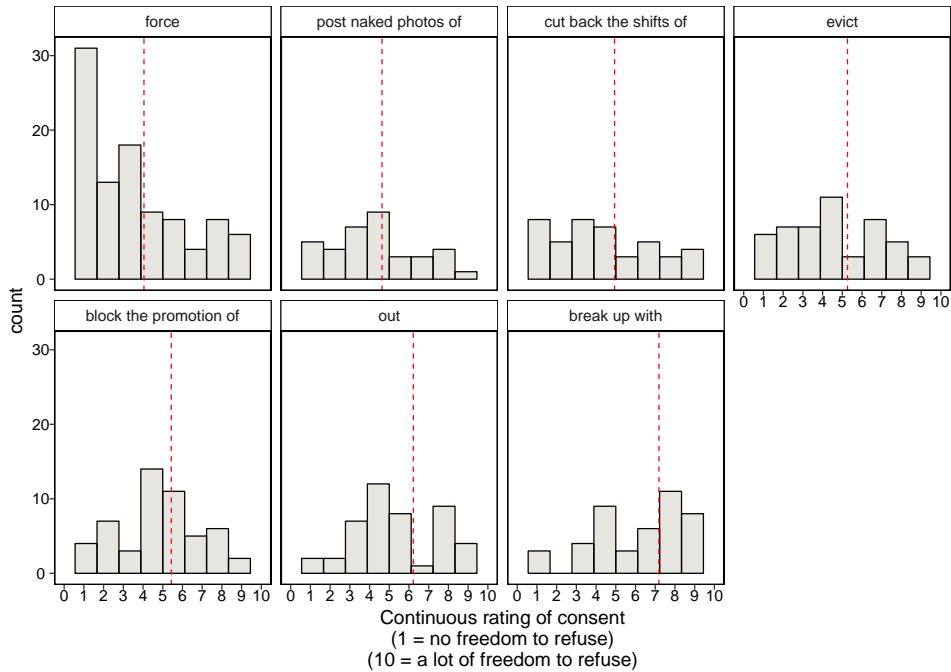 force
post naked photos of
cut back the shifts of
evict
30
20
10
0
0 1 2 3 4 5 6 7 8 9 10
block the promotion of
out
break up with
30
20
10
0
0 1 2 3 4 5 6 7 8 9 10
0 1 2 3 4 5 6 7 8 9 10
0 1 2 3 4 5 6 7 8 9 10
count
Continuous rating of consent
(1 = no freedom to refuse)
(10 = a lot of freedom to refuse)